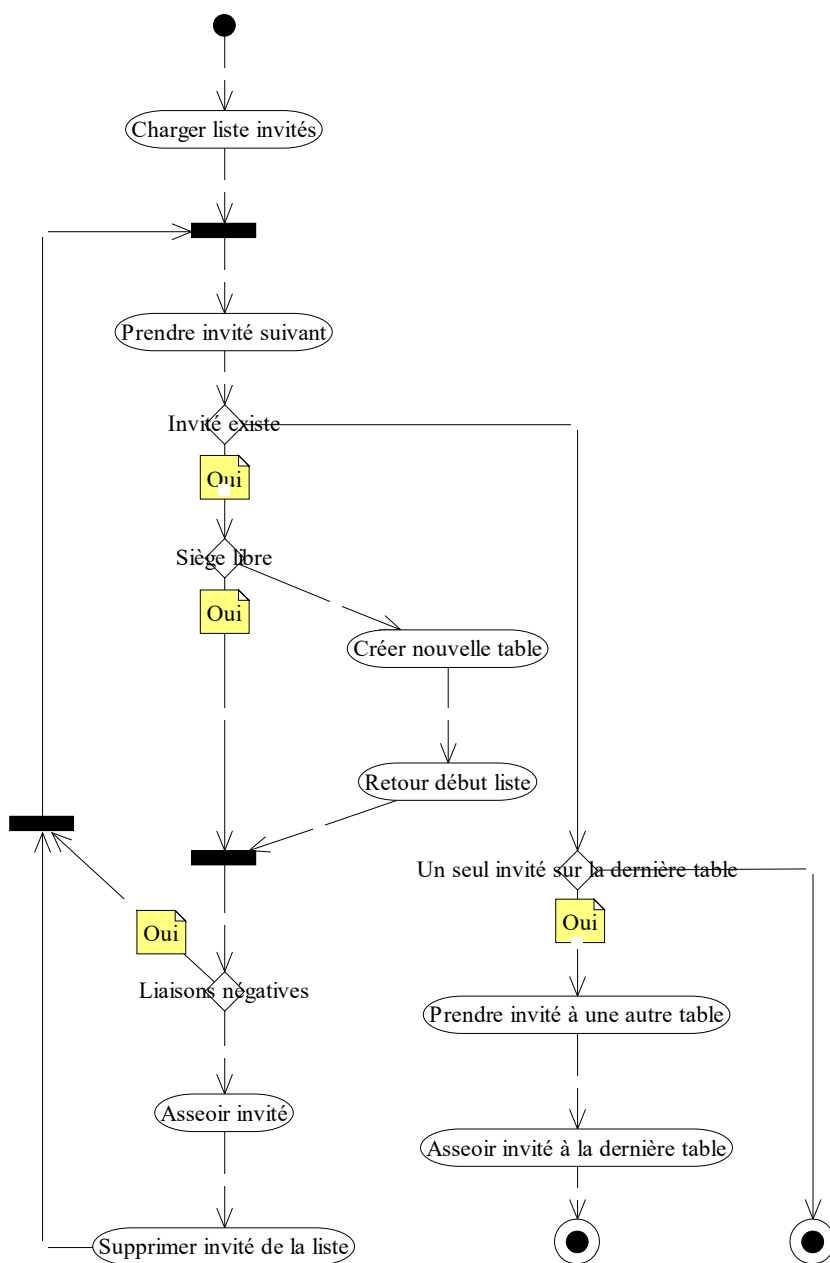 Charger liste invités
Prendre invité suivant
Invité existe
Oui
Siège libre
Oui
Créer nouvelle table
Retour début liste
Un seul invité sur la dernière table
Oui
Oui
Liaisons négatives
Prendre invité à une autre table
Asseoir invité
Asseoir invité à la dernière table
Supprimer invité de la liste